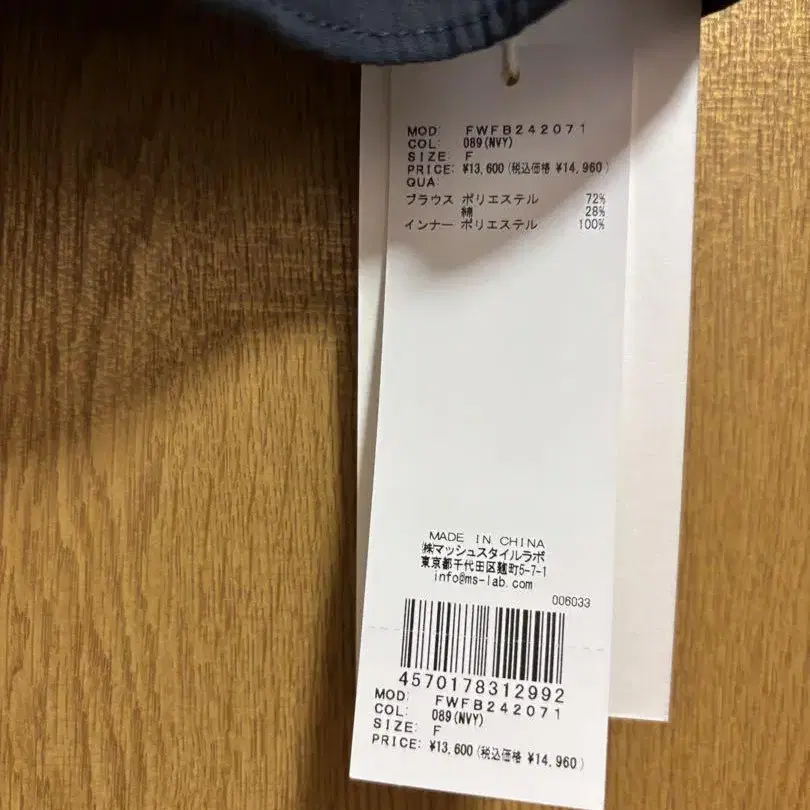 MOD: FWFB242071
COL: 089(NVY)
SIZE: F
PRICE: ¥13,600(税込価格 ¥14,960)
QUA:
ブラウス ポリエステル 72%
綿 28%
インナー ポリエステル 100%
MADE IN CHINA
㈱マッシュスタイルラボ
東京都千代田区麹町5-7-1
info@ms-lab.com
006033
4570178312992
MOD: FWFB242071
COL: 089(NVY)
SIZE: F
PRICE: ¥13,600(税込価格 ¥14,960)